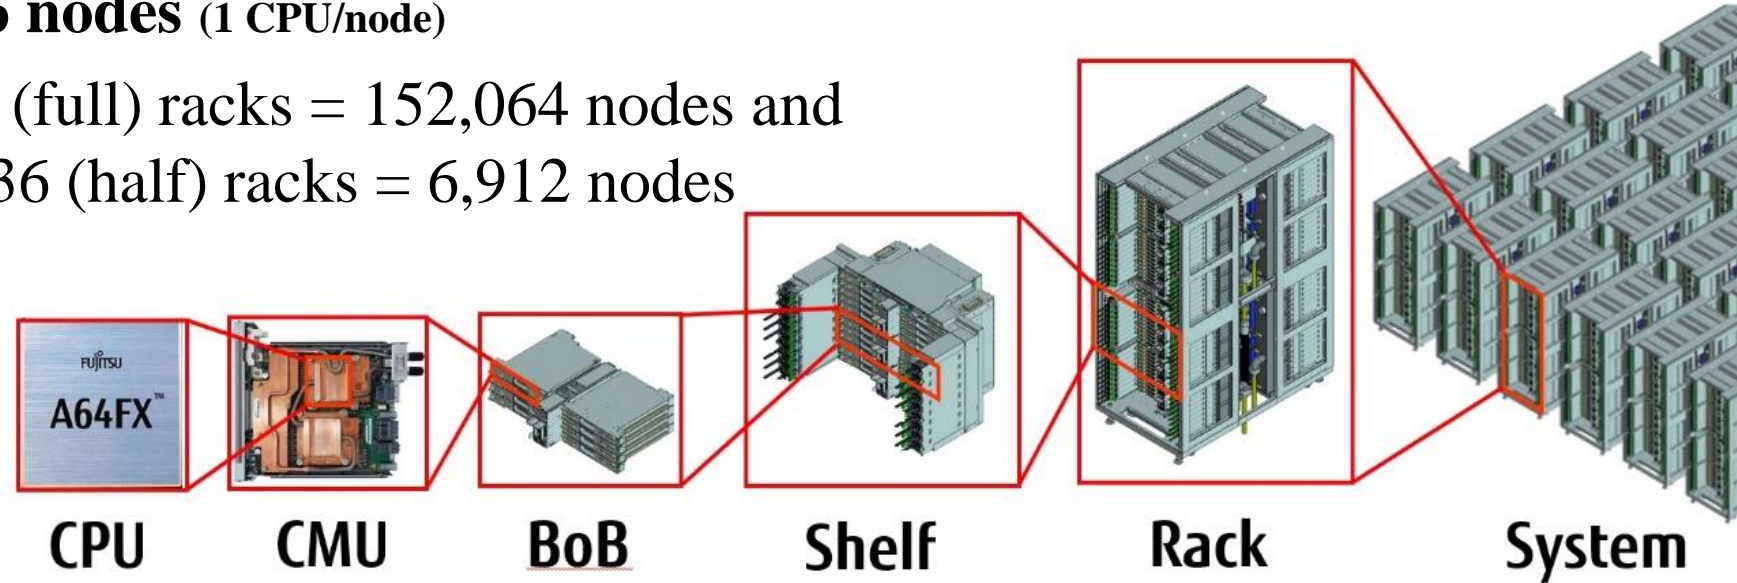 nodes (1 CPU/node)
(full) racks = 152,064 nodes and
36 (half) racks = 6,912 nodes
FUJITSU
A64FX™
CPU
CMU
BoB
Shelf
Rack
System